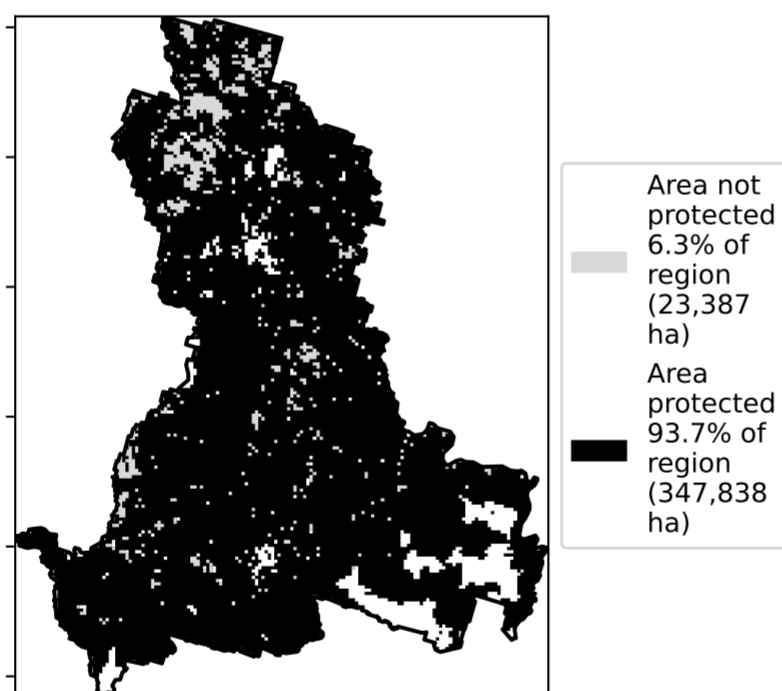 Area not
protected
6.3% of
region
(23,387
ha)
Area
protected
93.7% of
region
(347,838
ha)